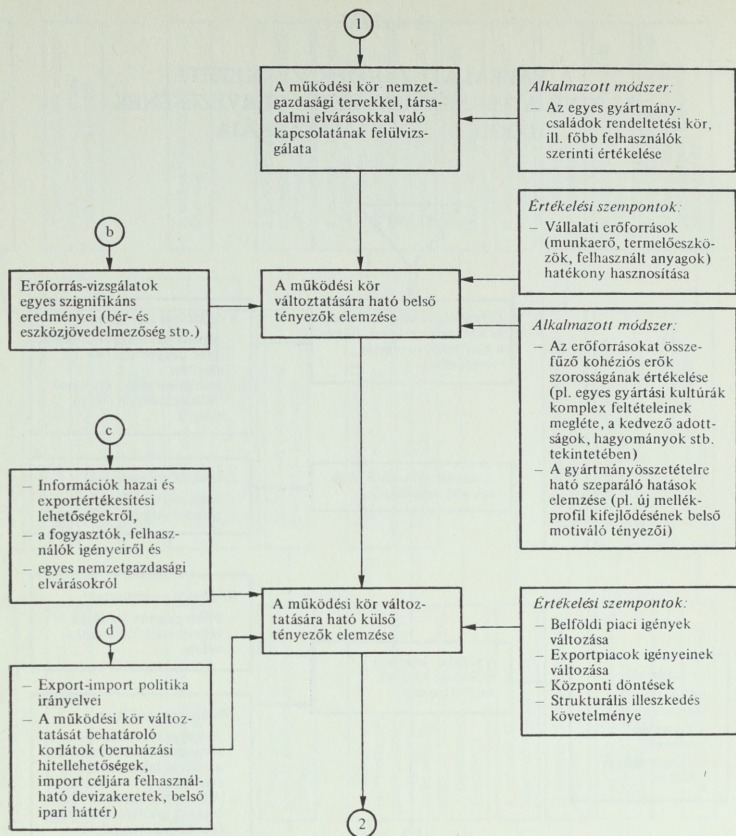 1
A működési kör nemzet-
gazdasági tervekkel, társa-
dalmi elvárásokkal való
kapcsolatának felülvizs-
gálata
Alkalmazott módszer:
– Az egyes gyártmány-
családok rendeltetési kör,
ill. főbb felhasználók
szerinti értékelése
b
Erőforrás-vizsgálatok
egyes szignifikáns
eredményei (bér- és
eszközjövedelmezőség stb.)
A működési kör
változtatására ható belső
tényezők elemzése
Értékelési szempontok:
– Vállalati erőforrások
(munkaerő, termelőeszkö-
zök, felhasznált anyagok)
hatékony hasznosítása
Alkalmazott módszer:
– Az erőforrásokat össze-
fűző kohéziós erők
szorosságának értékelése
(pl. egyes gyártási kultúrák
komplex feltételeinek
megléte, a kedvező adott-
ságok, hagyományok stb.
tekintetében)
– A gyártmányösszetételre
ható szeparáló hatások
elemzése (pl. új mellék-
profil kifejlődésének belső
motiváló tényezői)
c
– Információk hazai és
exportértékesítési
lehetőségekről,
– a fogyasztók, felhasz-
nálók igényeiről és
– egyes nemzetgazdasági
elvárásokról
A működési kör változ-
tatására ható külső
tényezők elemzése
Értékelési szempontok:
– Belföldi piaci igények
változása
– Exportpiacok igényeinek
változása
– Központi döntések
– Strukturális illeszkedés
követelménye
d
– Export-import politika
irányelvei
– A működési kör változ-
tatását behatároló
korlátok (beruházási
hitellehetőségek,
import céljára felhasznál-
ható devizakeretek, belső
ipari háttér)
2